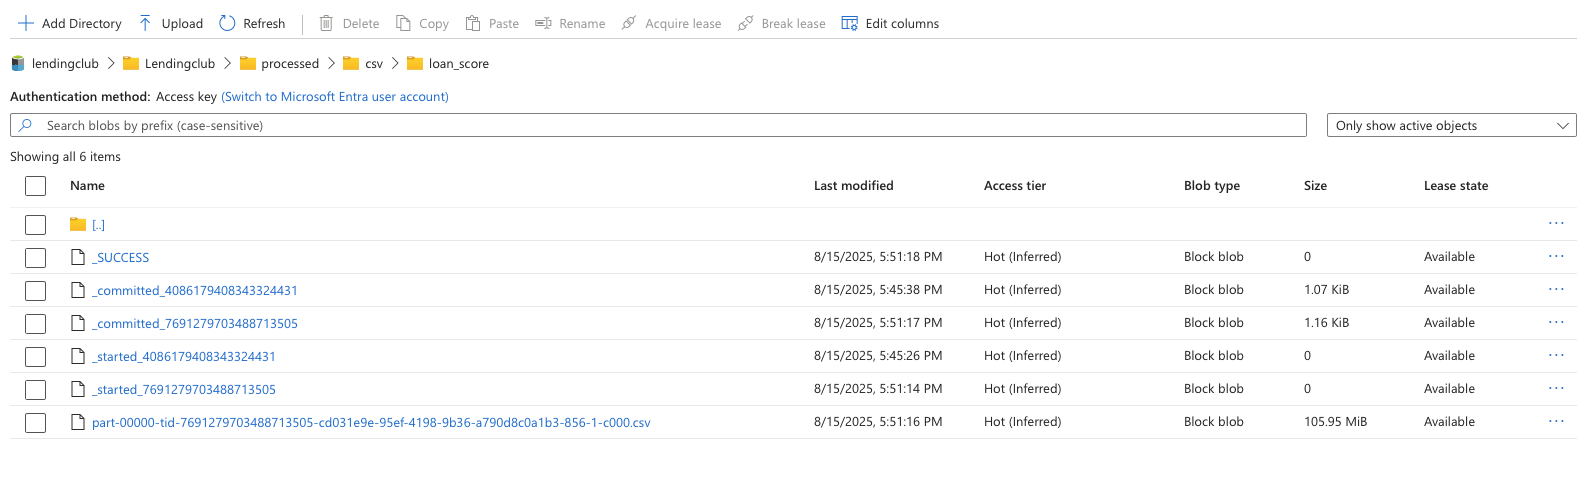 Add Directory Upload Refresh Delete Copy Paste Rename Acquire lease Break lease Edit columns
lendingclub Lendingclub processed csv loan_score
Authentication method: Access key (Switch to Microsoft Entra user account)
Search blobs by prefix (case-sensitive) Only show active objects
Showing all 6 items
Name Last modified Access tier Blob type Size Lease state
[..]
_SUCCESS 8/15/2025, 5:51:18 PM Hot (Inferred) Block blob 0 Available
_committed_4086179408343324431 8/15/2025, 5:45:38 PM Hot (Inferred) Block blob 1.07 KiB Available
_committed_7691279703488713505 8/15/2025, 5:51:17 PM Hot (Inferred) Block blob 1.16 KiB Available
_started_4086179408343324431 8/15/2025, 5:45:26 PM Hot (Inferred) Block blob 0 Available
_started_7691279703488713505 8/15/2025, 5:51:14 PM Hot (Inferred) Block blob 0 Available
part-00000-tid-7691279703488713505-cd031e9e-95ef-4198-9b36-a790d8c0a1b3-856-1-c000.csv 8/15/2025, 5:51:16 PM Hot (Inferred) Block blob 105.95 MiB Available